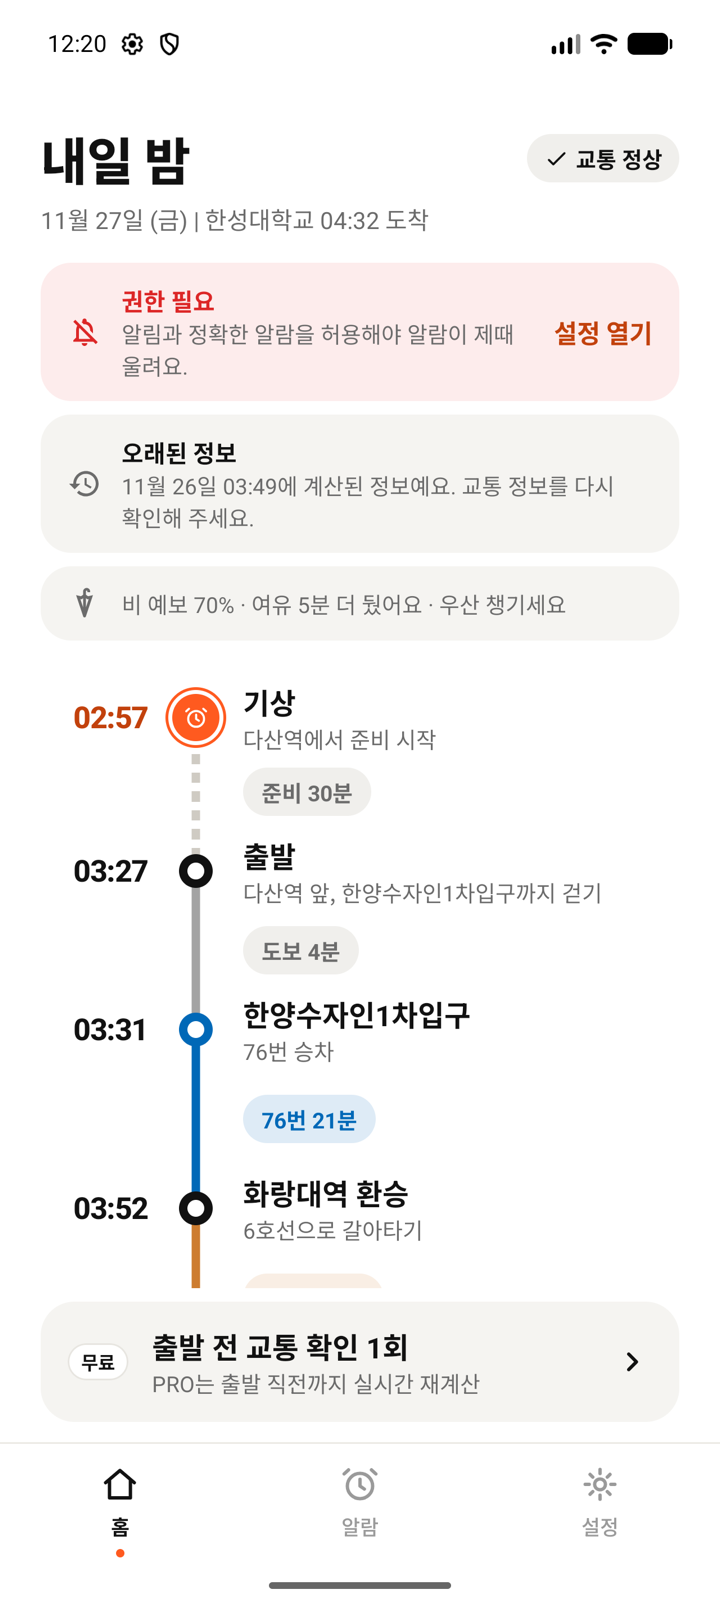 12:20
내일 밤
교통 정상
11월 27일 (금) | 한성대학교 04:32 도착
권한 필요
알림과 정확한 알람을 허용해야 알람이 제때
울려요.
설정 열기
오래된 정보
11월 26일 03:49에 계산된 정보예요. 교통 정보를 다시
확인해 주세요.
비 예보 70% · 여유 5분 더 뒀어요 · 우산 챙기세요
02:57
기상
다산역에서 준비 시작
준비 30분
03:27
출발
다산역 앞, 한양수자인1차입구까지 걷기
도보 4분
03:31
한양수자인1차입구
76번 승차
76번 21분
03:52
화랑대역 환승
6호선으로 갈아타기
무료
출발 전 교통 확인 1회
PRO는 출발 직전까지 실시간 재계산
홈
알람
설정